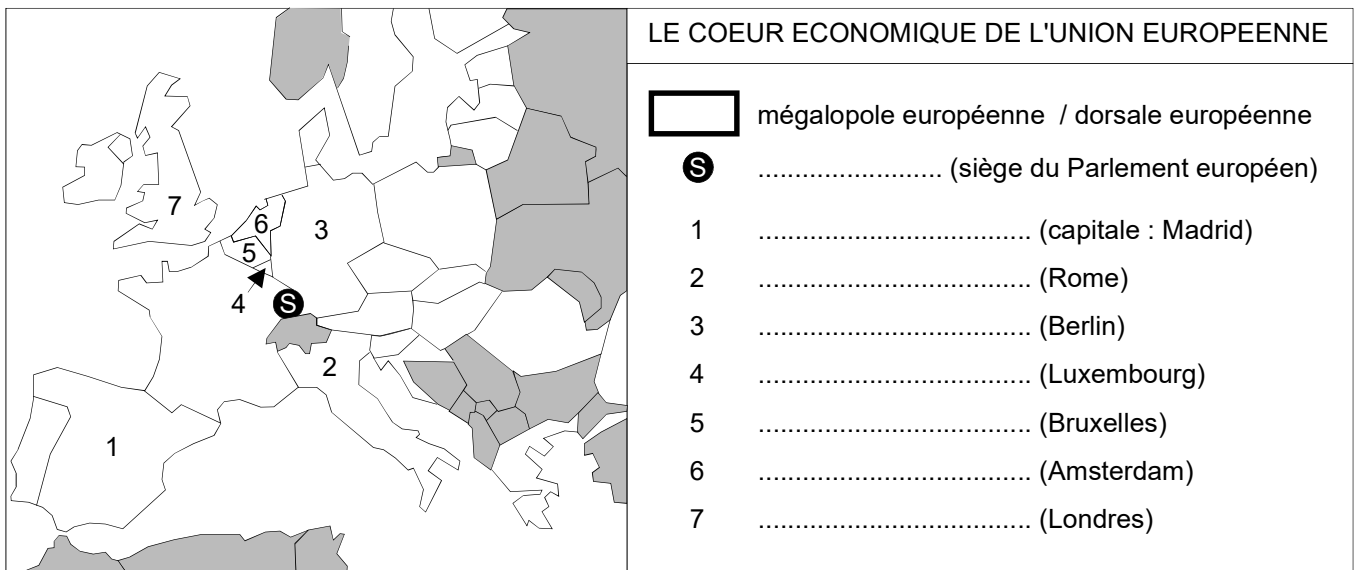 LE COEUR ECONOMIQUE DE L'UNION EUROPEENNE
mégalopole européenne / dorsale européenne
S ......................... (siège du Parlement européen)
1 ..................................... (capitale : Madrid)
2 ..................................... (Rome)
3 ..................................... (Berlin)
4 ..................................... (Luxembourg)
5 ..................................... (Bruxelles)
6 ..................................... (Amsterdam)
7 ..................................... (Londres)
7
6
3
5
4
S
2
1